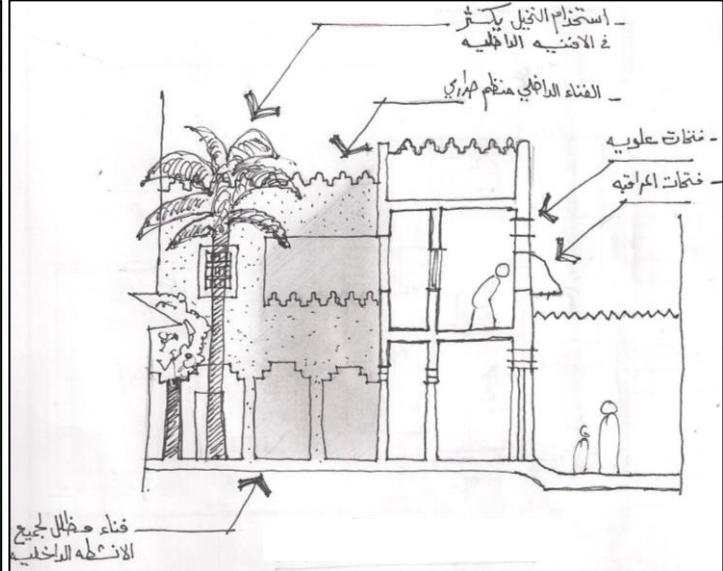 - استخدام النخيل يكثر
في الافنيه الداخليه
- الفناء الداخلي منظم حراري
- فتحات علويه
- فتحات المراقبه
فناء مظلل لجميع
الانشطه الداخليه